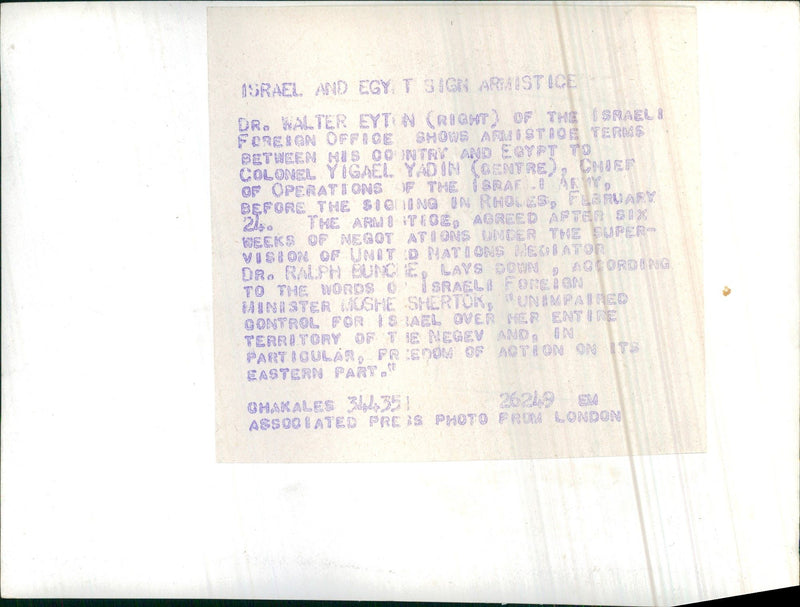 ISRAEL AND EGYPT SIGN ARMISTICE
DR. WALTER EYTON (RIGHT) OF THE ISRAELI
FOREIGN OFFICE SHOWS ARMISTICE TERMS
BETWEEN HIS COUNTRY AND EGYPT TO
COLONEL YIGAEL YADIN (CENTRE), CHIEF
OF OPERATIONS OF THE ISRAELI ARMY,
BEFORE THE SIGNING IN RHOLES, FEBRUARY
24. THE ARMISTICE, AGREED AFTER SIX
WEEKS OF NEGOTIATIONS UNDER THE SUPER-
VISION OF UNITED NATIONS MEDIATOR
DR. RALPH BUNCHE, LAYS DOWN , ACCORDING
TO THE WORDS OF ISRAELI FOREIGN
MINISTER MOSHE SHERTOK, "UNIMPAIRED
CONTROL FOR ISRAEL OVER HER ENTIRE
TERRITORY OF THE NEGEV AND, IN
PARTICULAR, FREEDOM OF ACTION ON ITS
EASTERN PART."
CHAKALES 344351 26249 EM
ASSOCIATED PRESS PHOTO FROM LONDON